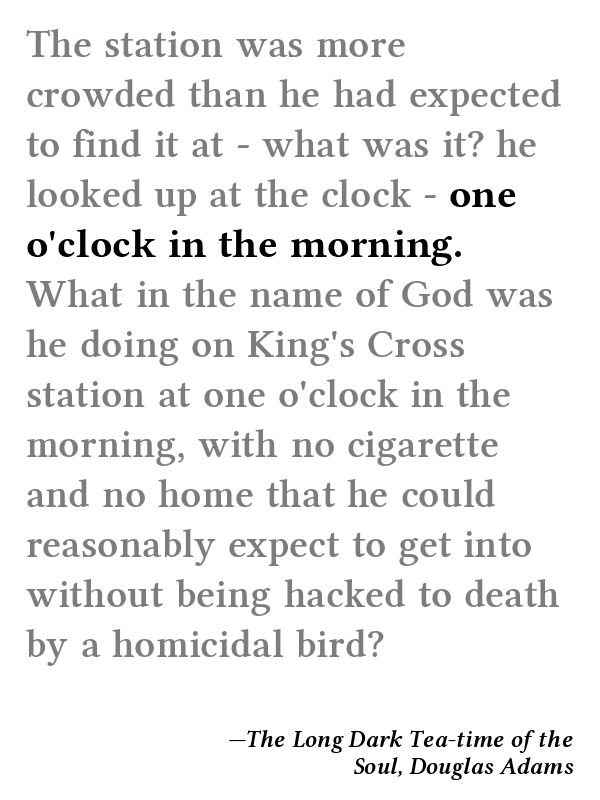 The station was more
crowded than he had expected
to find it at - what was it? he
looked up at the clock - one
o'clock in the morning.
What in the name of God was
he doing on King's Cross
station at one o'clock in the
morning, with no cigarette
and no home that he could
reasonably expect to get into
without being hacked to death
by a homicidal bird?
—The Long Dark Tea-time of the
Soul, Douglas Adams